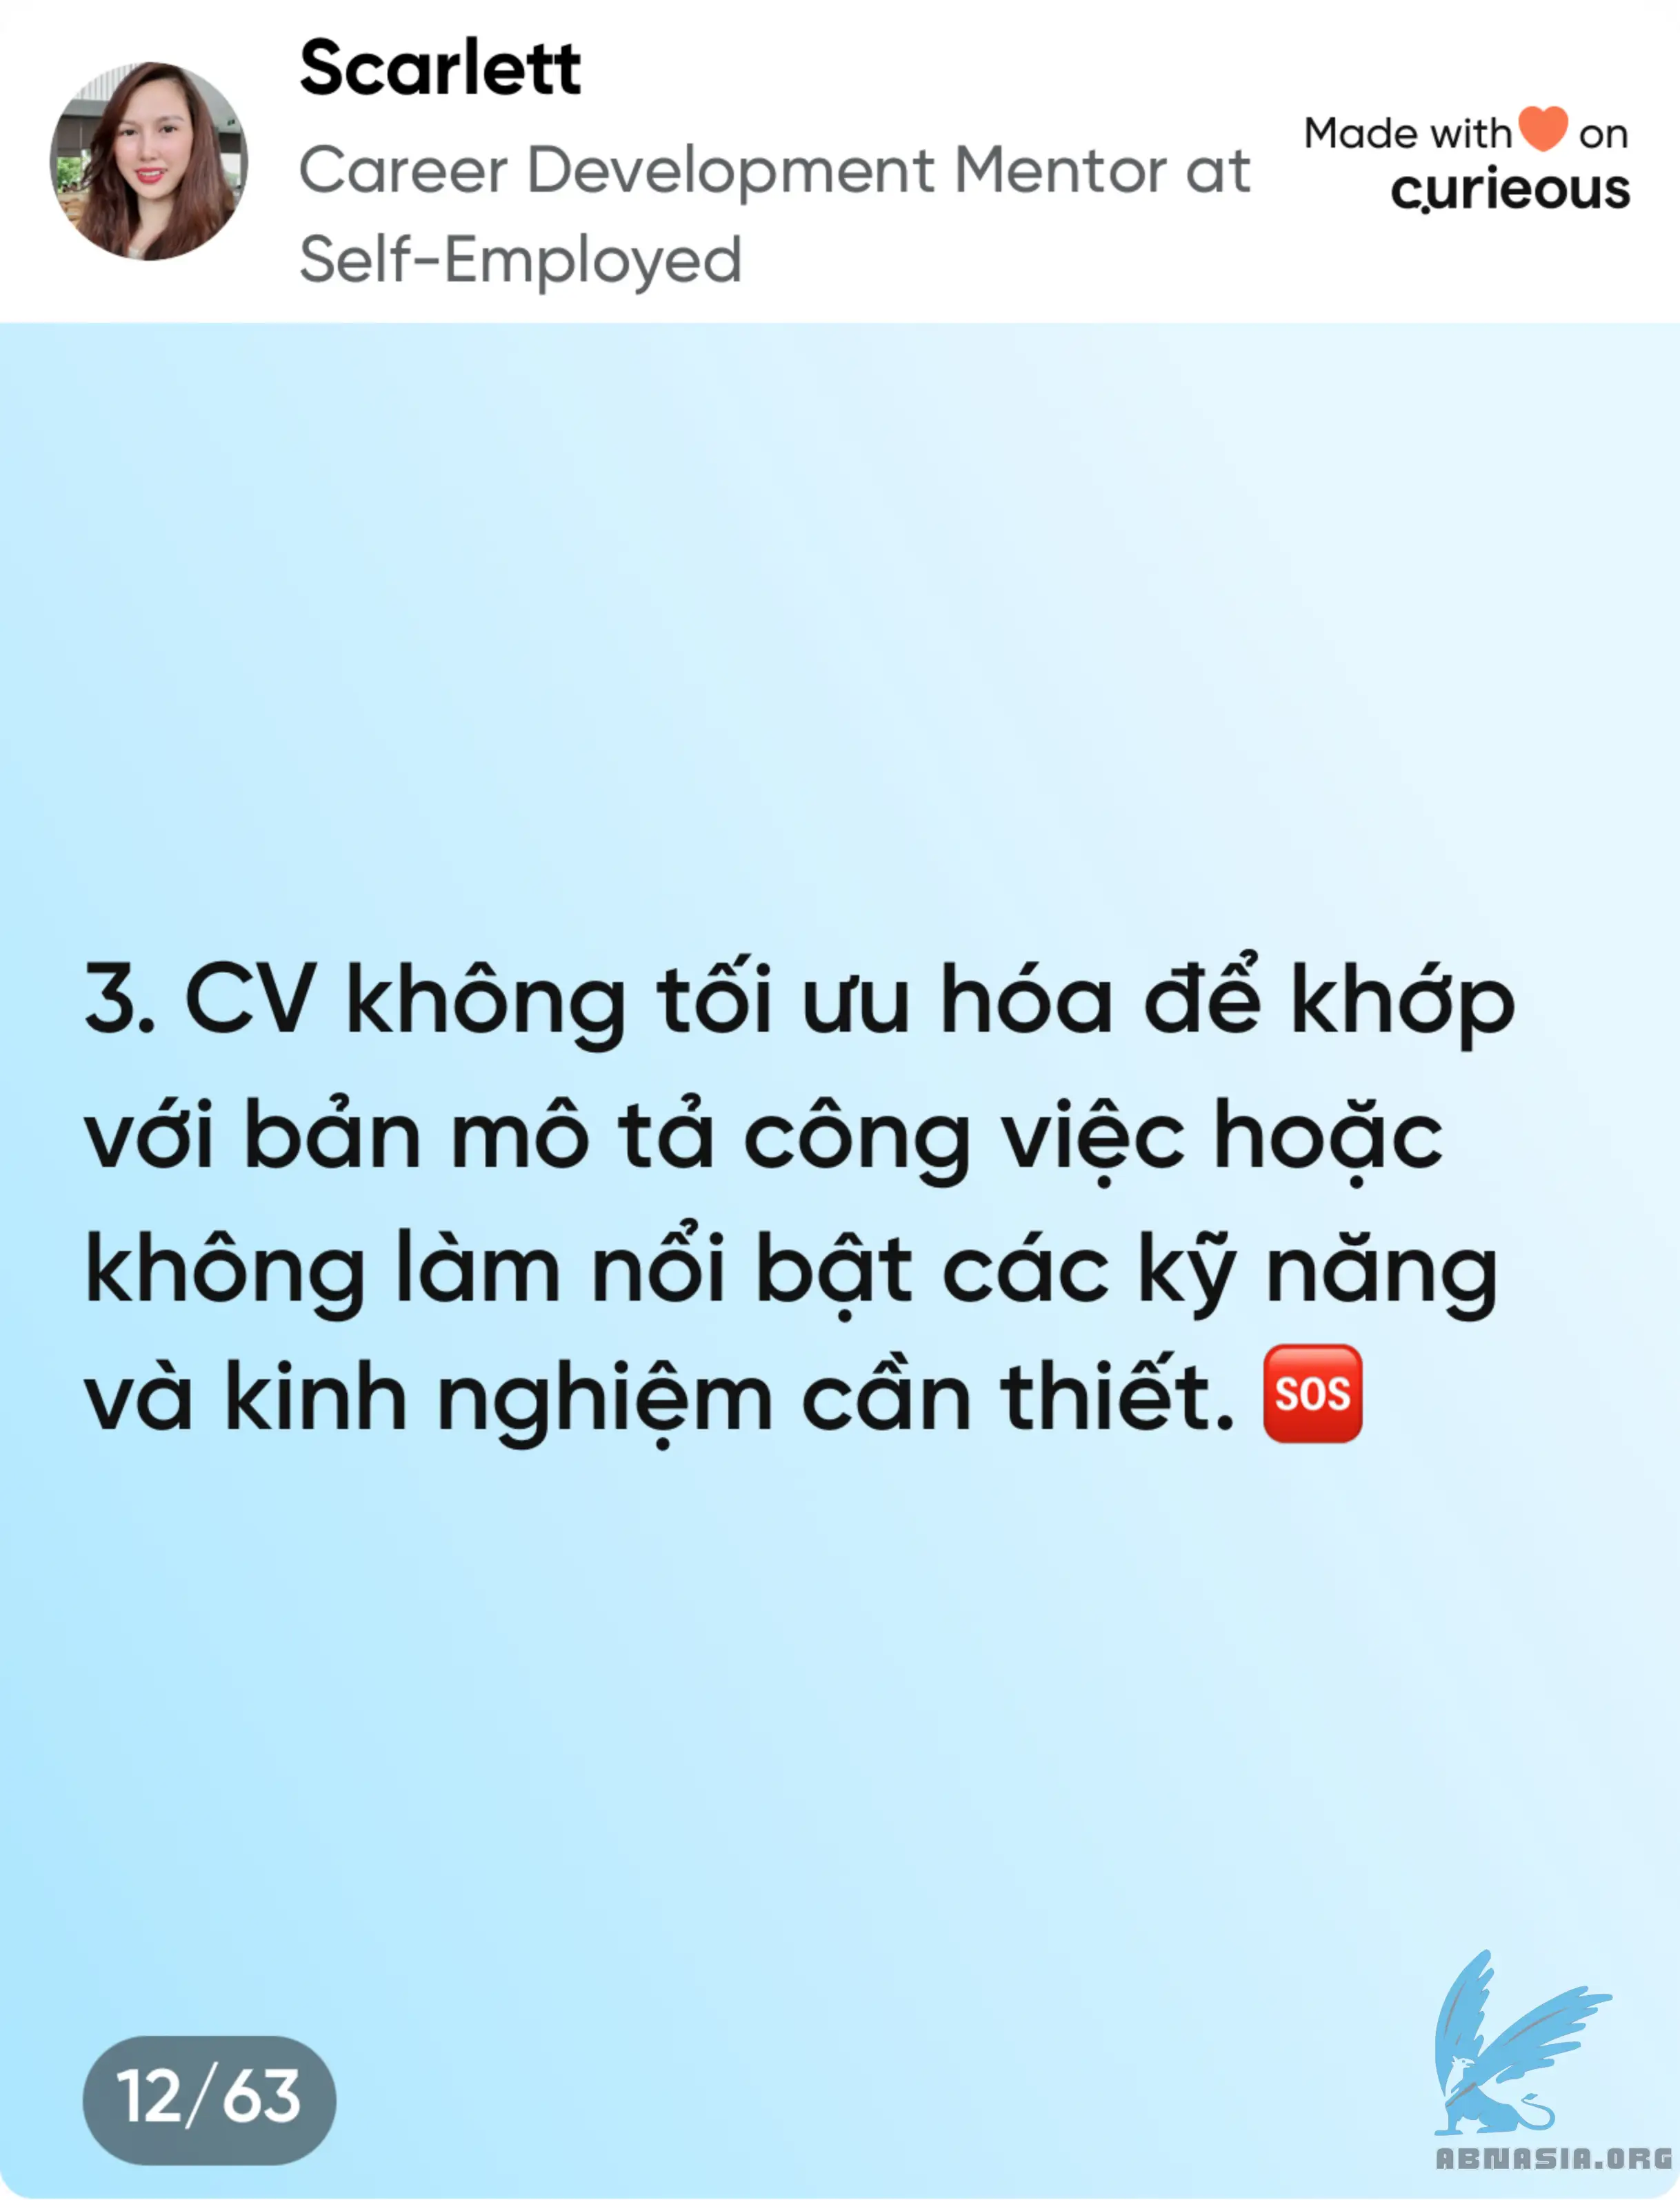 Scarlett
Career Development Mentor at
Self-Employed
Made with🧡on
curieous
3. CV không tối ưu hóa để khớp
với bản mô tả công việc hoặc
không làm nổi bật các kỹ năng
và kinh nghiệm cần thiết. 🆘
12/63
ABNASIA.ORG